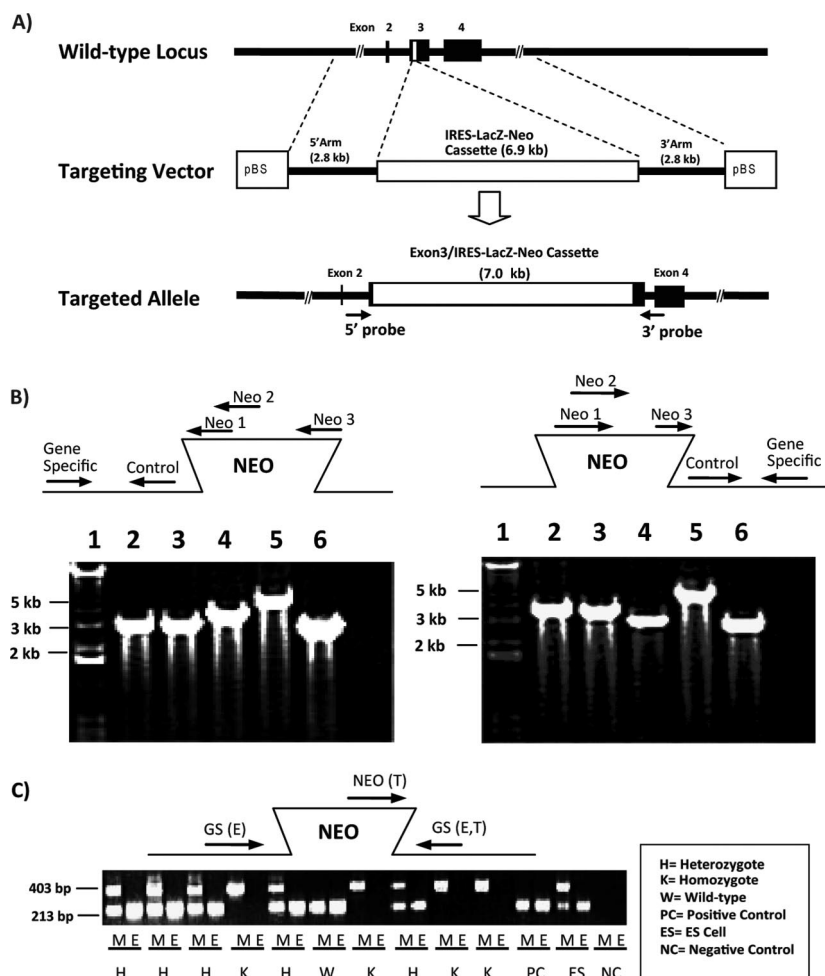 A)
Exon 2 3 4
Wild-type Locus
5'Arm
(2.8 kb)
IRES-LacZ-Neo
Cassette (6.9 kb)
3'Arm
(2.8 kb)
Targeting Vector
pBS
pBS
Exon3/IRES-LacZ-Neo Cassette
(7.0 kb)
Exon 2
Exon 4
Targeted Allele
5' probe
3' probe
B)
Neo 2
Neo 1
Neo 3
Gene
Specific
Control
NEO
Neo 2
Neo 1
Neo 3
NEO
Control
Gene
Specific
1 2 3 4 5 6
5 kb
3 kb
2 kb
1 2 3 4 5 6
5 kb
3 kb
2 kb
C)
NEO (T)
GS (E)
NEO
GS (E,T)
403 bp
213 bp
M E M E M E M E M E M E M E M E M E M E M E M E M E
H H H K H W K H K K PC ES NC
H= Heterozygote
K= Homozygote
W= Wild-type
PC= Positive Control
ES= ES Cell
NC= Negative Control